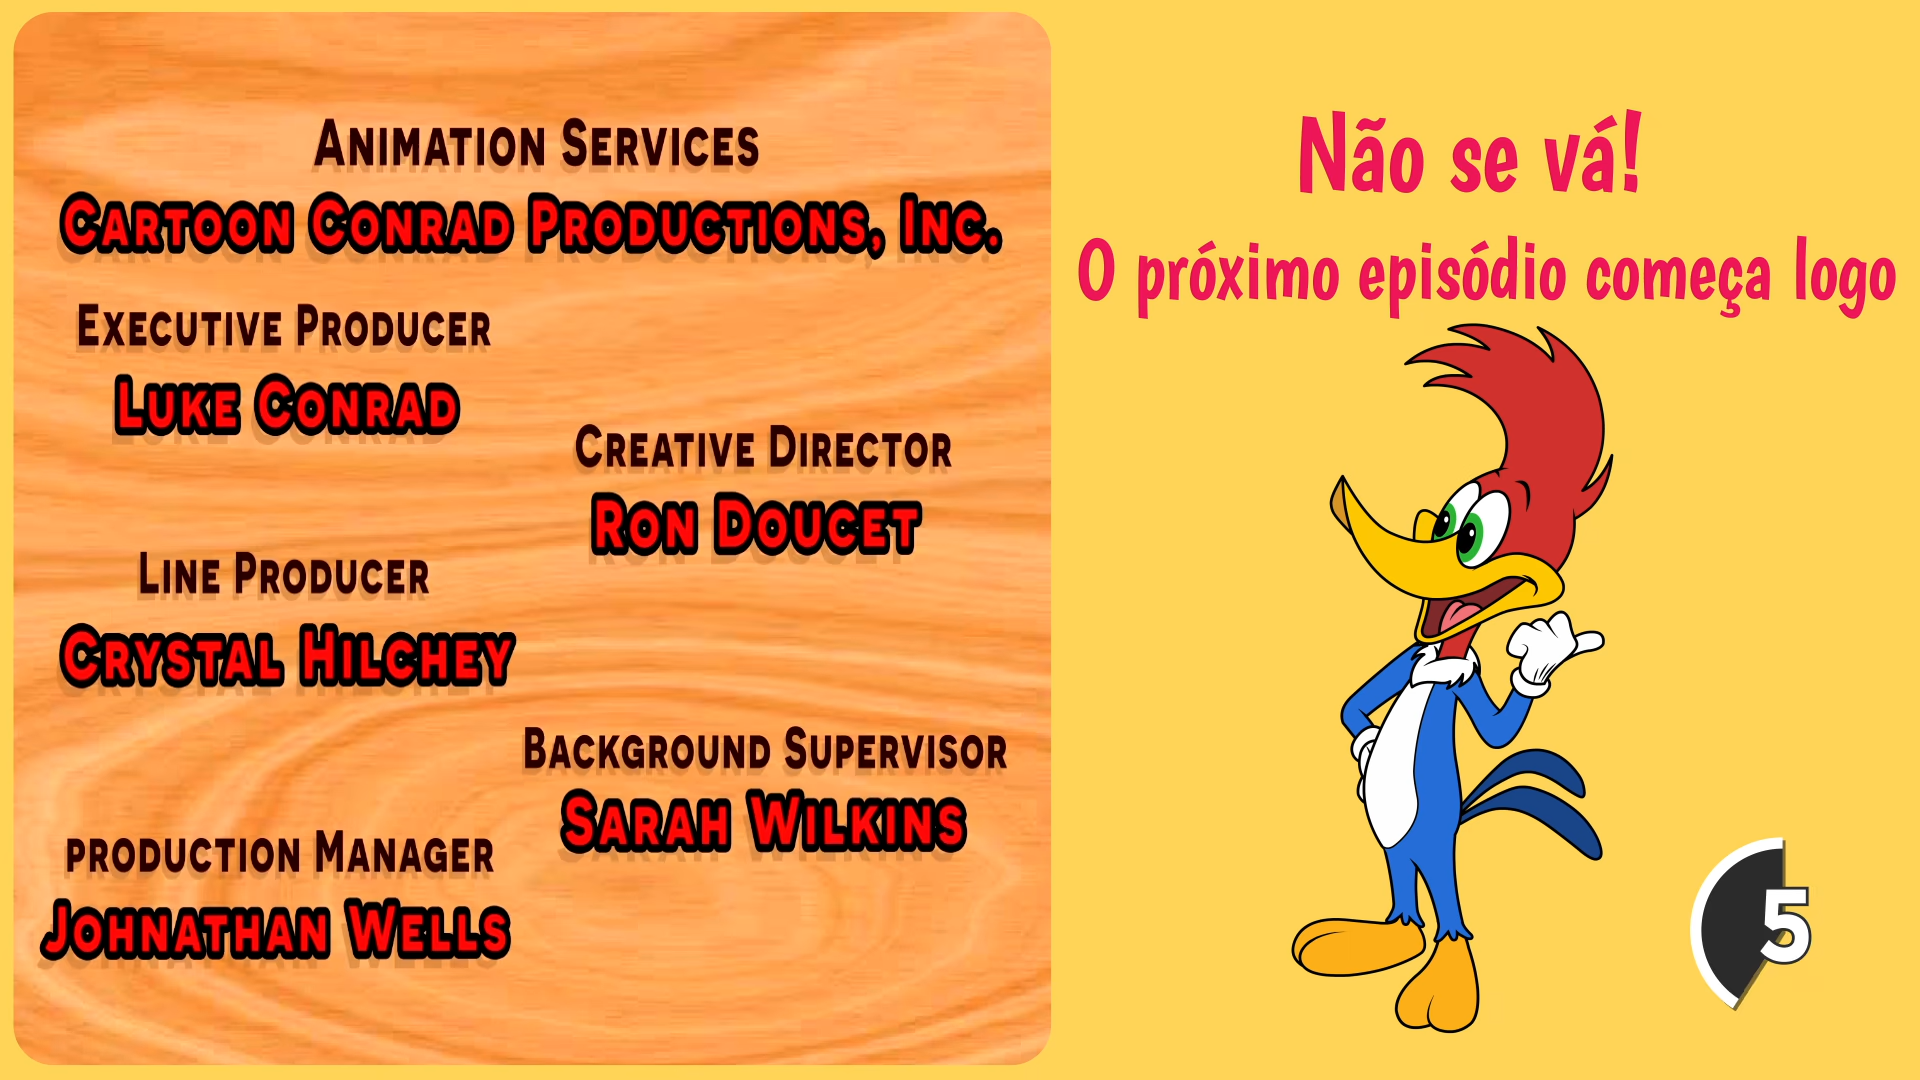 Animation Services
Cartoon Conrad Productions, Inc.
Executive Producer
Luke Conrad
Creative Director
Ron Doucet
Line Producer
Crystal Hilchey
Background Supervisor
Sarah Wilkins
production Manager
Johnathan Wells
Não se vá!
O próximo episódio começa logo
5